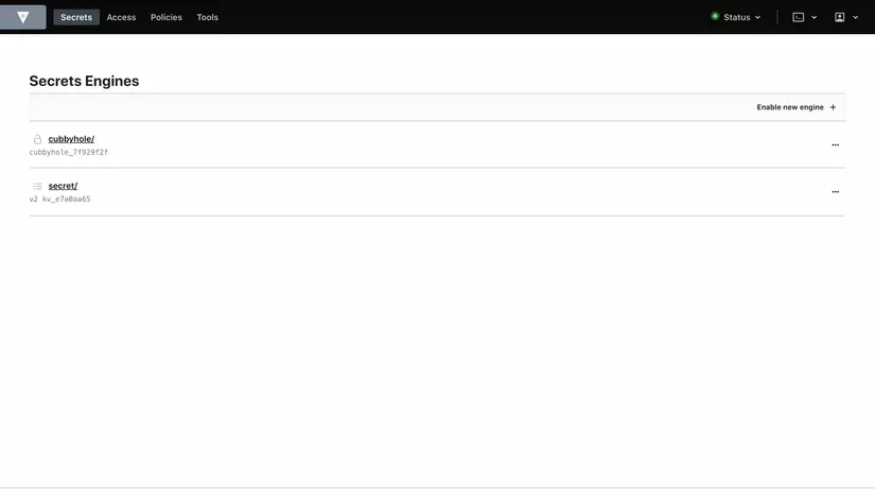 Secrets Access Policies Tools Status
Secrets Engines
Enable new engine +
cubbyhole/
cubbyhole_7f929f2f
...
secret/
v2 kv_e7a0aa65
...